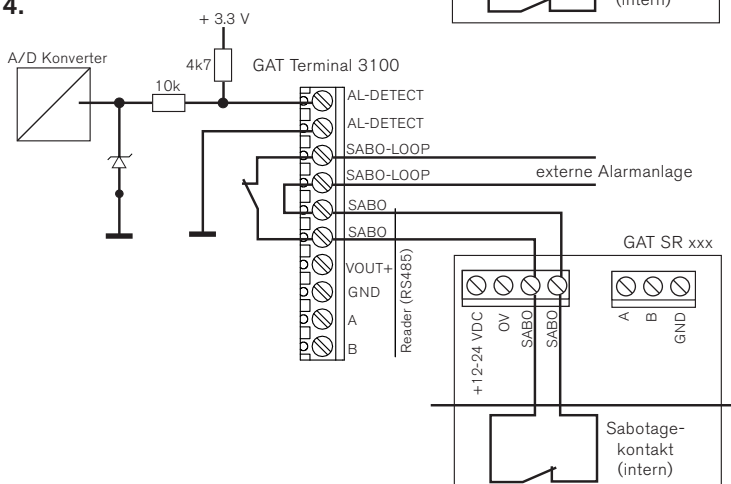 4.
(intern)
+ 3.3 V
A/D Konverter
4k7
GAT Terminal 3100
10k
AL-DETECT
AL-DETECT
SABO-LOOP
SABO-LOOP
externe Alarmanlage
SABO
SABO
VOUT+
GND
A
B
Reader (RS485)
GAT SR xxx
+12-24 VDC
0V
SABO
SABO
A
B
GND
Sabotage-
kontakt
(intern)